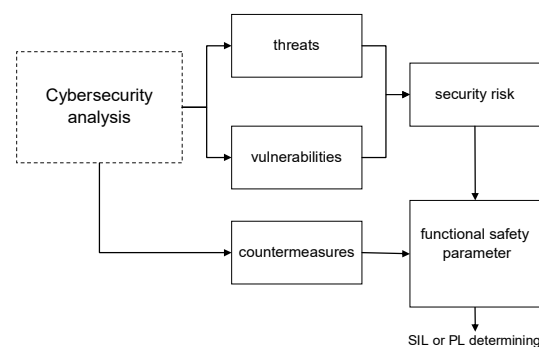 threats
Cybersecurity
analysis
security risk
vulnerabilities
functional safety
parameter
countermeasures
SIL or PL determining